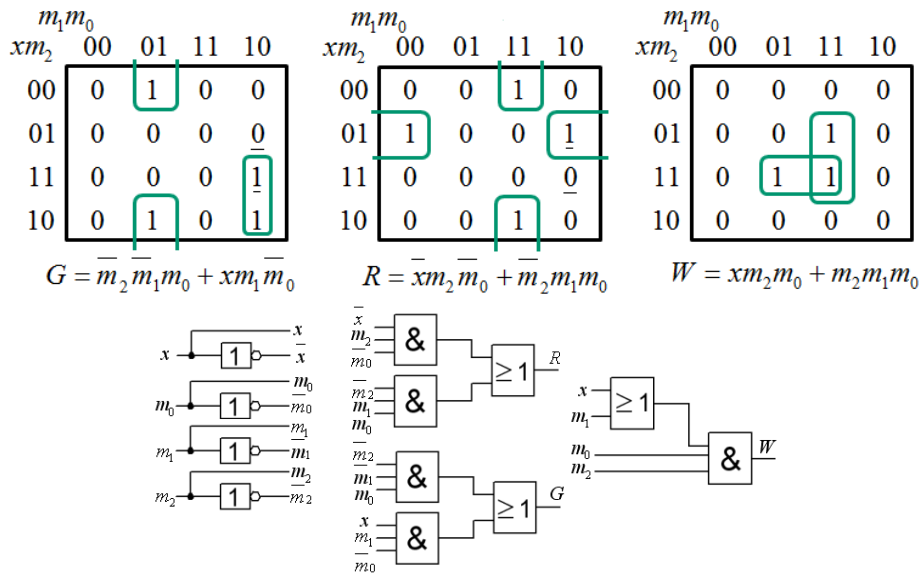 m₁m₀ m₁m₀ m₁m₀
xm₂ 00 01 11 10 xm₂ 00 01 11 10 xm₂ 00 01 11 10
00 0 1 0 0 00 0 0 1 0 00 0 0 0 0
01 0 0 0 0 01 1 0 0 1 01 0 0 1 0
11 0 0 0 1 11 0 0 0 0 11 0 1 1 0
10 0 1 0 1 10 0 0 1 0 10 0 0 0 0
G = m̅₂m̅₁m₀ + xm₁m̅₀ R = x̅m₂m̅₀ + m̅₂m₁m₀ W = xm₂m₀ + m₂m₁m₀
x x
1 x̅
m₀ m₀
1 m̅₀
m₁ m₁
1 m̅₁
m₂ m₂
1 m̅₂
x̅
m₂
m̅₀
&
≥1 R
m̅₂
m₁
m₀
&
m̅₂
m̅₁
m₀
&
≥1 G
x
m₁
m̅₀
&
x
m₁
≥1
m₀
m₂
& W